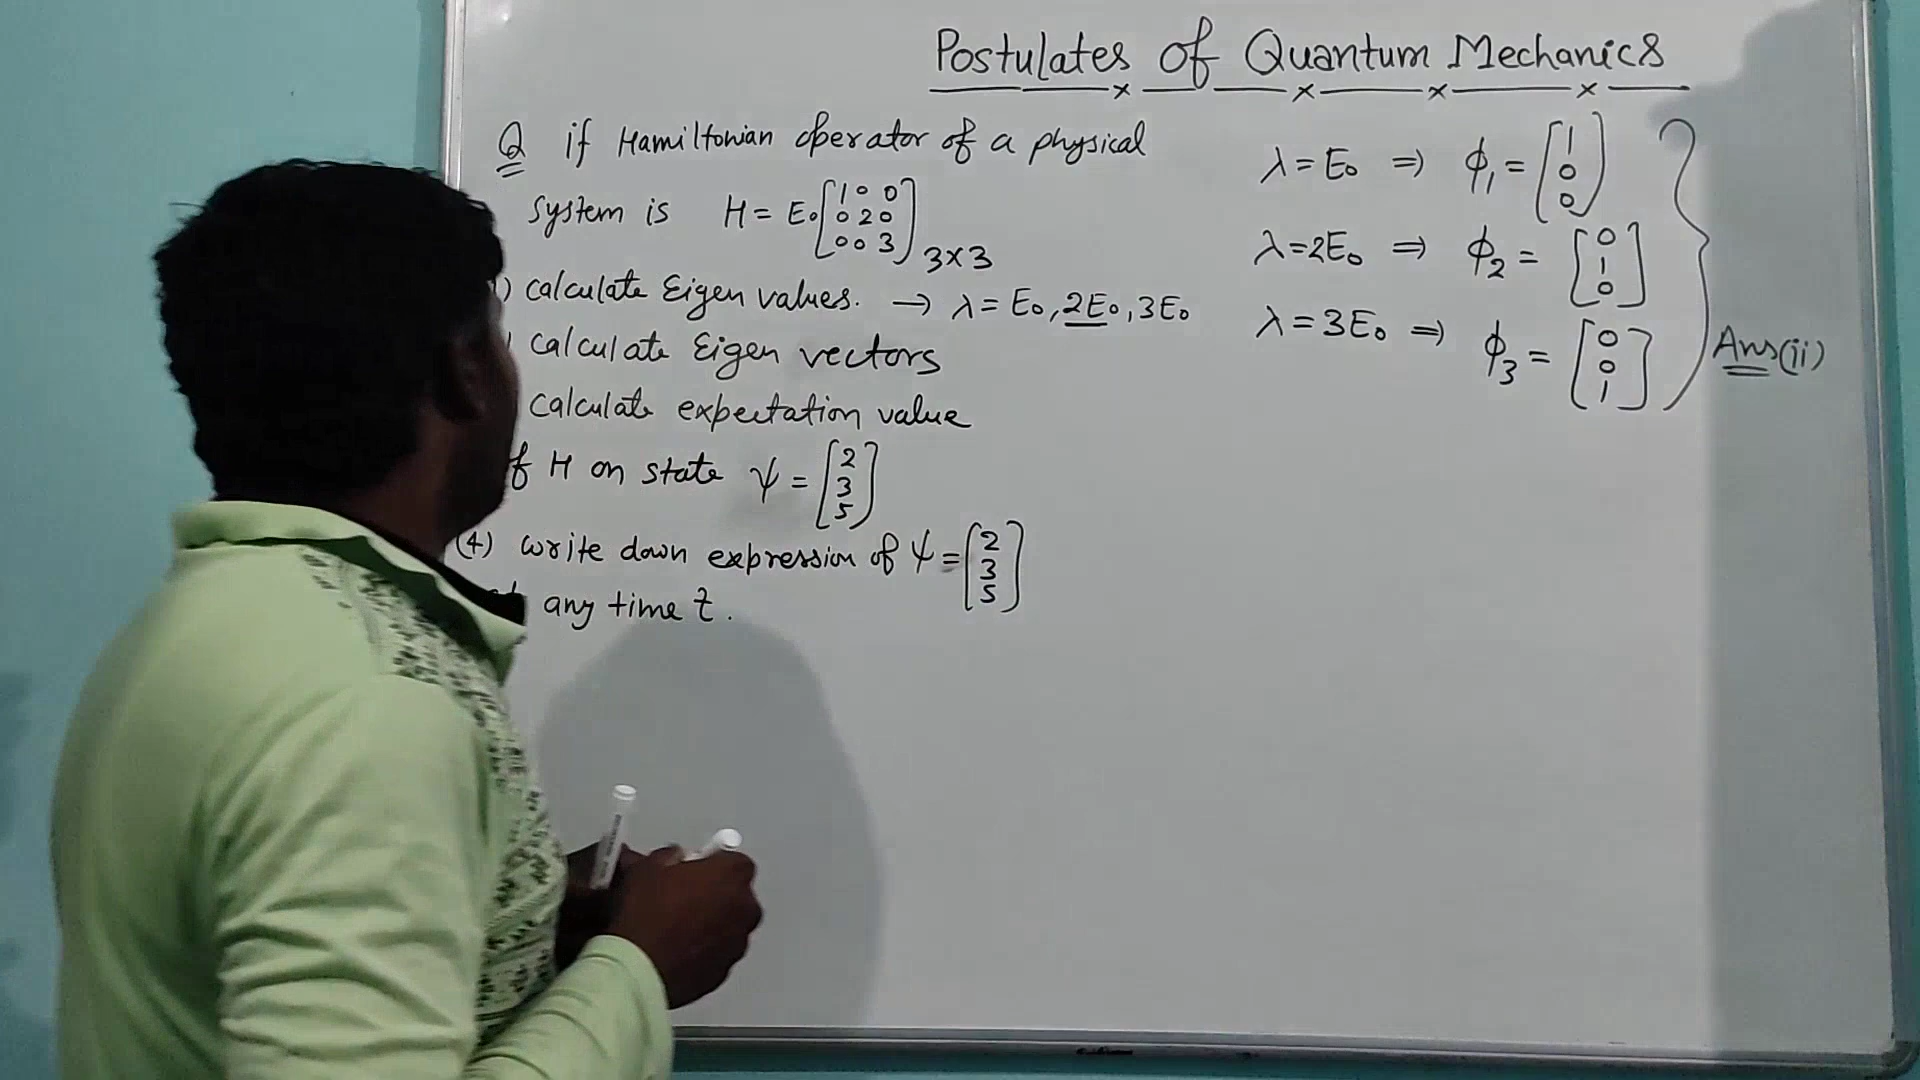 Postulates of Quantum Mechanics
Q if Hamiltonian operator of a physical
system is H = E₀ [1 0 0
0 2 0
0 0 3] 3×3
) calculate Eigen values. → λ = E₀, 2E₀, 3E₀
) calculate Eigen vectors
calculate expectation value
of H on state ψ = [2
3
5]
(4) write down expression of ψ = [2
3
5]
any time t.
λ = E₀ ⇒ ϕ₁ = [1
0
0]
λ = 2E₀ ⇒ ϕ₂ = [0
1
0]
λ = 3E₀ ⇒ ϕ₃ = [0
0
1]
Ans (ii)